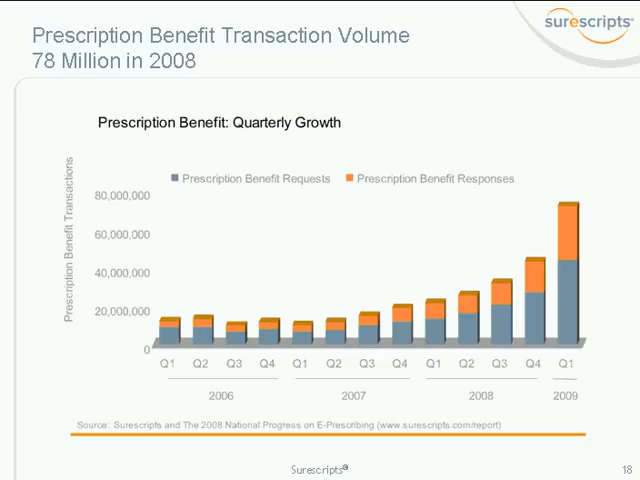 surescripts
Prescription Benefit Transaction Volume
78 Million in 2008
Prescription Benefit: Quarterly Growth
Prescription Benefit Requests Prescription Benefit Responses
Prescription Benefit Transactions
80,000,000
60,000,000
40,000,000
20,000,000
0
Q1 Q2 Q3 Q4 Q1 Q2 Q3 Q4 Q1 Q2 Q3 Q4 Q1
2006 2007 2008 2009
Source: Surescripts and The 2008 National Progress on E-Prescribing (www.surescripts.com/report)
Surescripts® 18